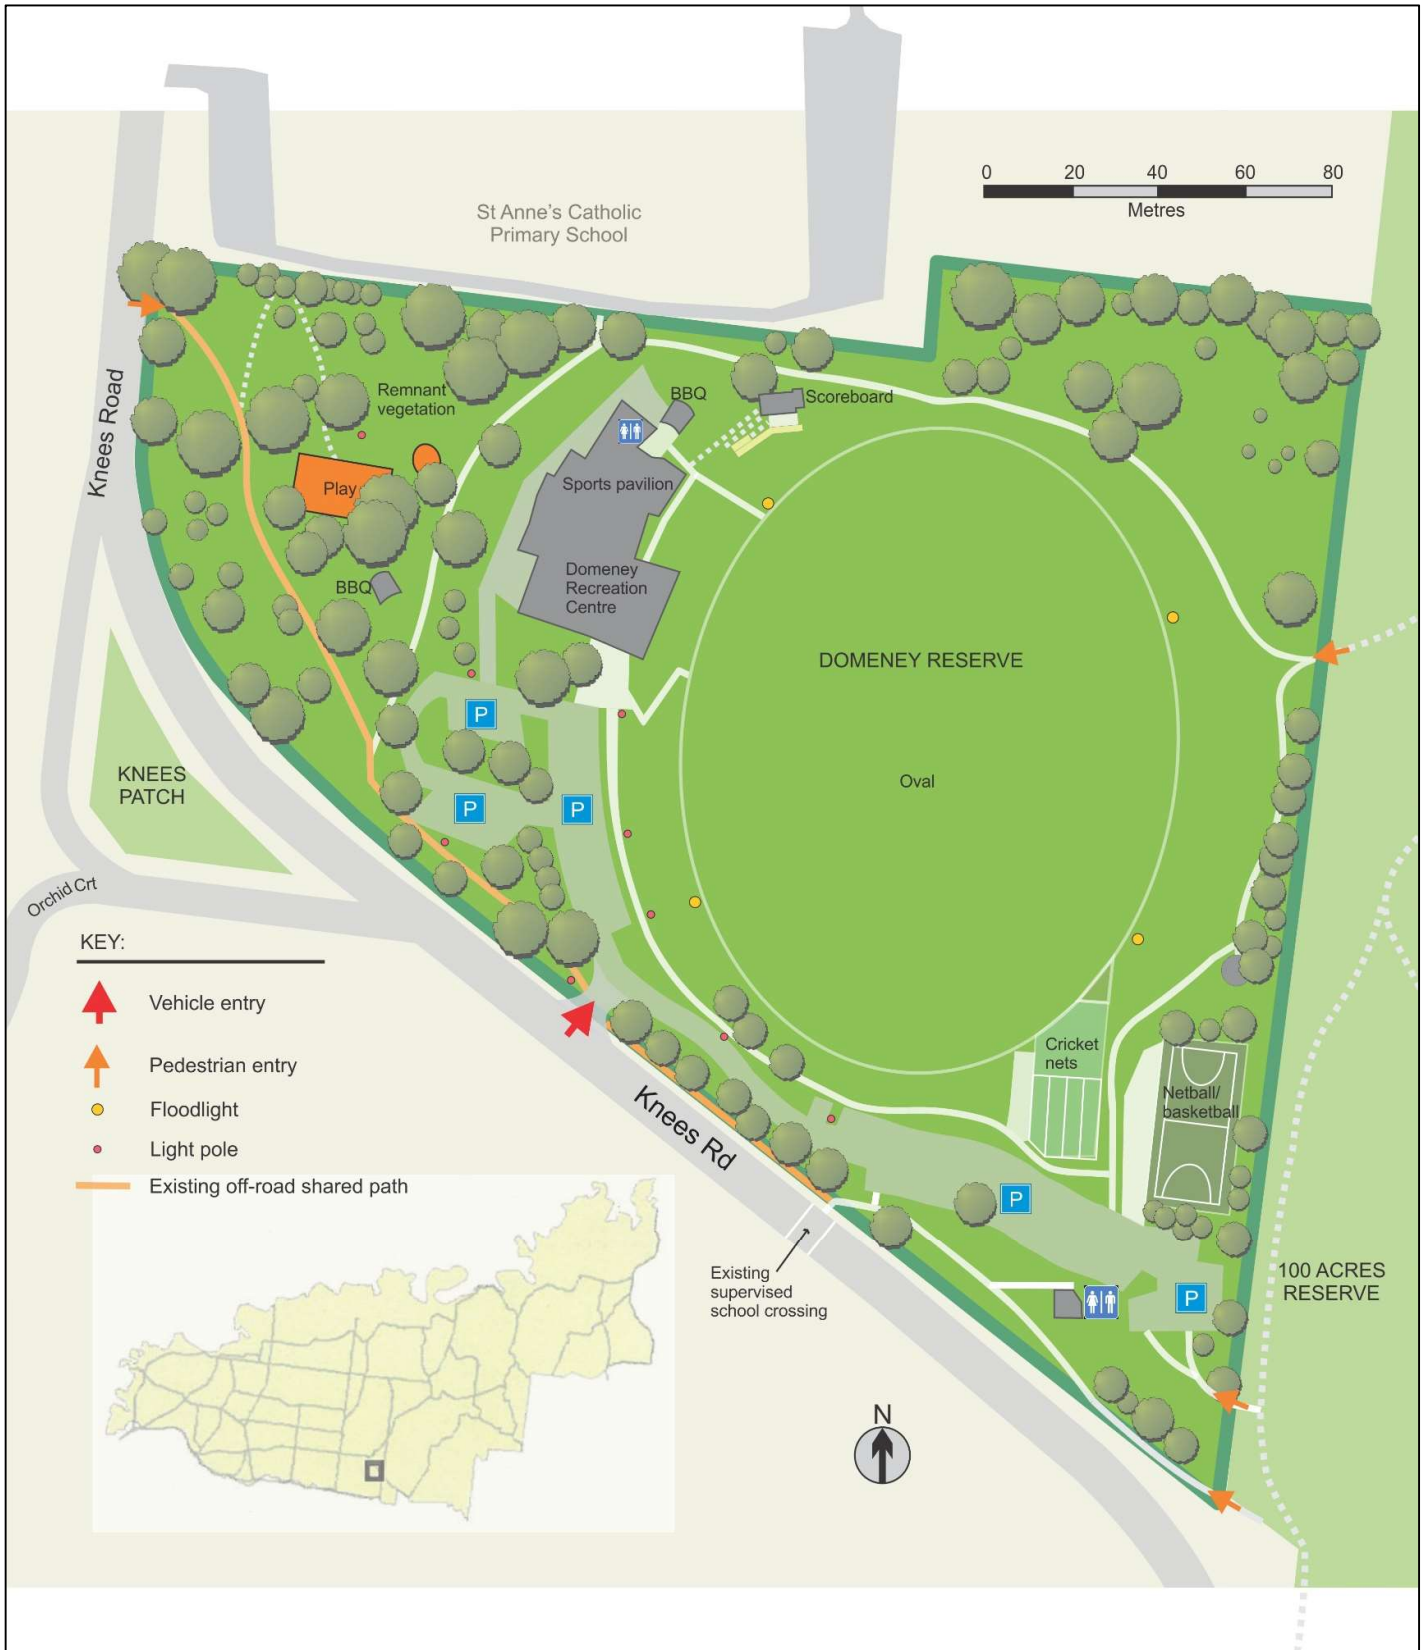 0 20 40 60 80
Metres
St Anne's Catholic
Primary School
Knees Road
Remnant
vegetation
BBQ
Scoreboard
Play
Sports pavilion
BBQ
Domeney
Recreation
Centre
DOMENEY RESERVE
Oval
P
P
P
KNEES
PATCH
Orchid Crt
KEY:
Vehicle entry
Pedestrian entry
Floodlight
Light pole
Existing off-road shared path
Cricket
nets
Netball/
basketball
Knees Rd
P
Existing
supervised
school crossing
P
100 ACRES
RESERVE
N